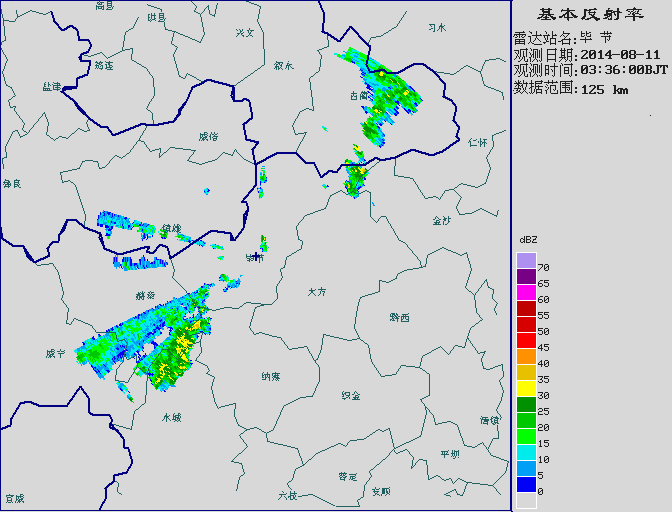 基本反射率
雷达站名:毕 节
观测日期:2014-08-11
观测时间:03:36:00BJT
数据范围:125 km
dBZ
70
65
60
55
50
45
40
35
30
25
20
15
10
5
0
高县
珙县
兴文
习水
筠连
叙水
盐津
古蔺
威信
仁怀
彝良
镇雄
金沙
毕节
赫章
大方
黔西
威宁
纳雍
织金
水城
清镇
平坝
普定
安顺
六枝
宣威